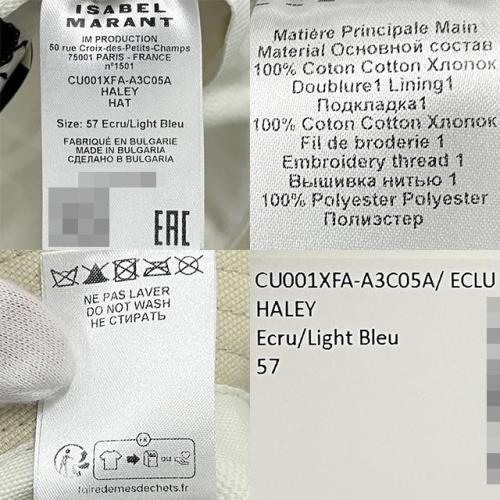 ISABEL
MARANT
IM PRODUCTION
50 rue Croix-des-Petits-Champs
75001 PARIS - FRANCE
n°1501
CU001XFA-A3C05A
HALEY
HAT
Size: 57 Ecru/Light Bleu
FABRIQUÉ EN BULGARIE
MADE IN BULGARIA
СДЕЛАНО В БОЛГАРИЯ
EAC
Matière Principale Main
Material Основной состав
100% Coton Cotton Хлопок
Doublure1 Lining1
Подкладка1
100% Coton Cotton Хлопок
Fil de broderie 1
Embroidery thread 1
Вышивка нитью 1
100% Polyester Polyester
Полиэстер
NE PAS LAVER
DO NOT WASH
НЕ СТИРАТЬ
FR
OU
fairedemesdechets.fr
CU001XFA-A3C05A/ ECLU
HALEY
Ecru/Light Bleu
57